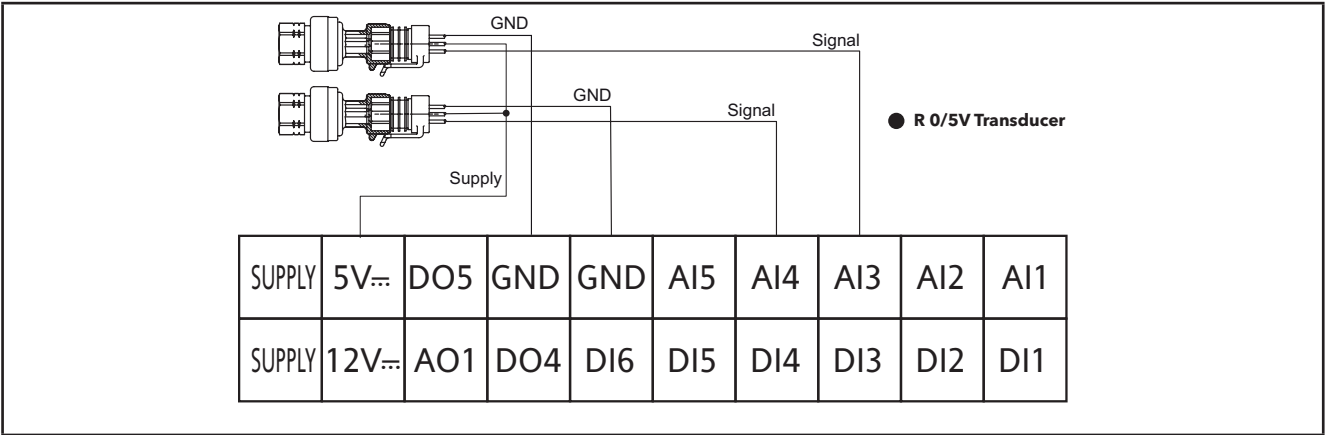 GND
Signal
GND
Signal
● R 0/5V Transducer
Supply
SUPPLY 5V⎓ DO5 GND GND AI5 AI4 AI3 AI2 AI1
SUPPLY 12V⎓ AO1 DO4 DI6 DI5 DI4 DI3 DI2 DI1